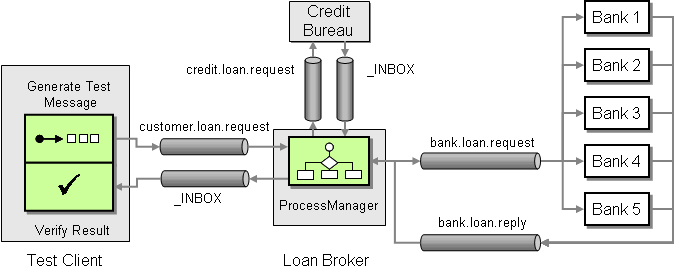 Credit
Bureau
Bank 1
credit.loan.request
_INBOX
Bank 2
Generate Test
Message
customer.loan.request
Bank 3
bank.loan.request
Bank 4
_INBOX
ProcessManager
Bank 5
bank.loan.reply
Verify Result
Test Client
Loan Broker